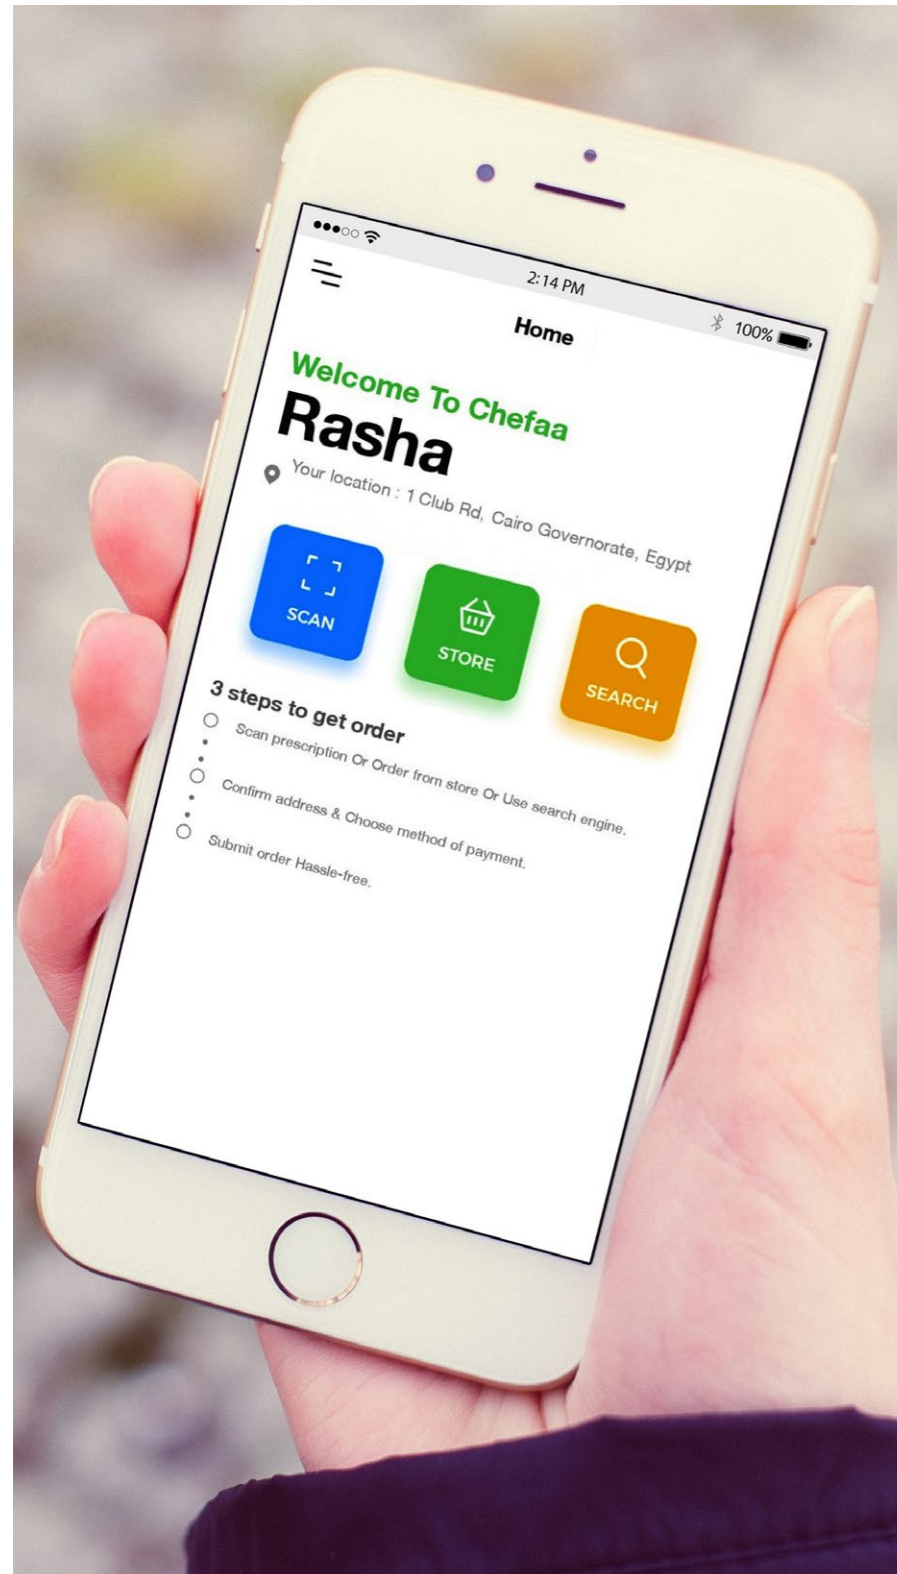 2:14 PM
100%
Home
Welcome To Chefaa
Rasha
Your location : 1 Club Rd, Cairo Governorate, Egypt
SCAN
STORE
SEARCH
3 steps to get order
Scan prescription Or Order from store Or Use search engine.
Confirm address & Choose method of payment.
Submit order Hassle-free.